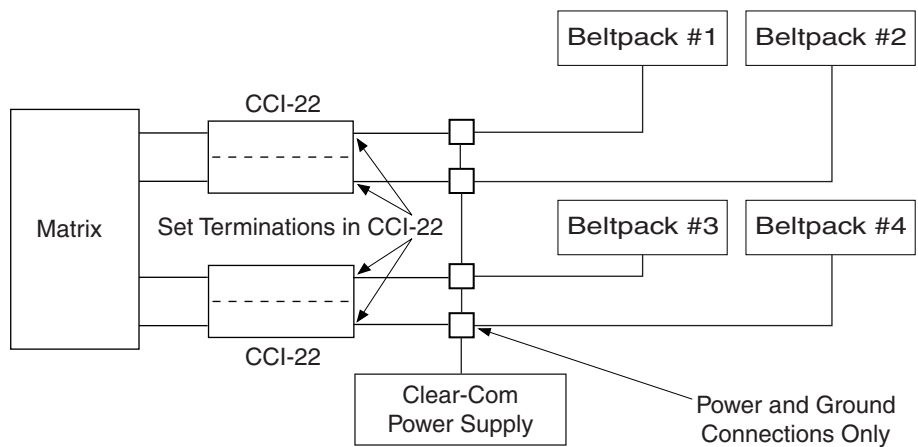 Beltpack #1
Beltpack #2
CCI-22
Matrix
Set Terminations in CCI-22
Beltpack #3
Beltpack #4
CCI-22
Clear-Com
Power Supply
Power and Ground
Connections Only